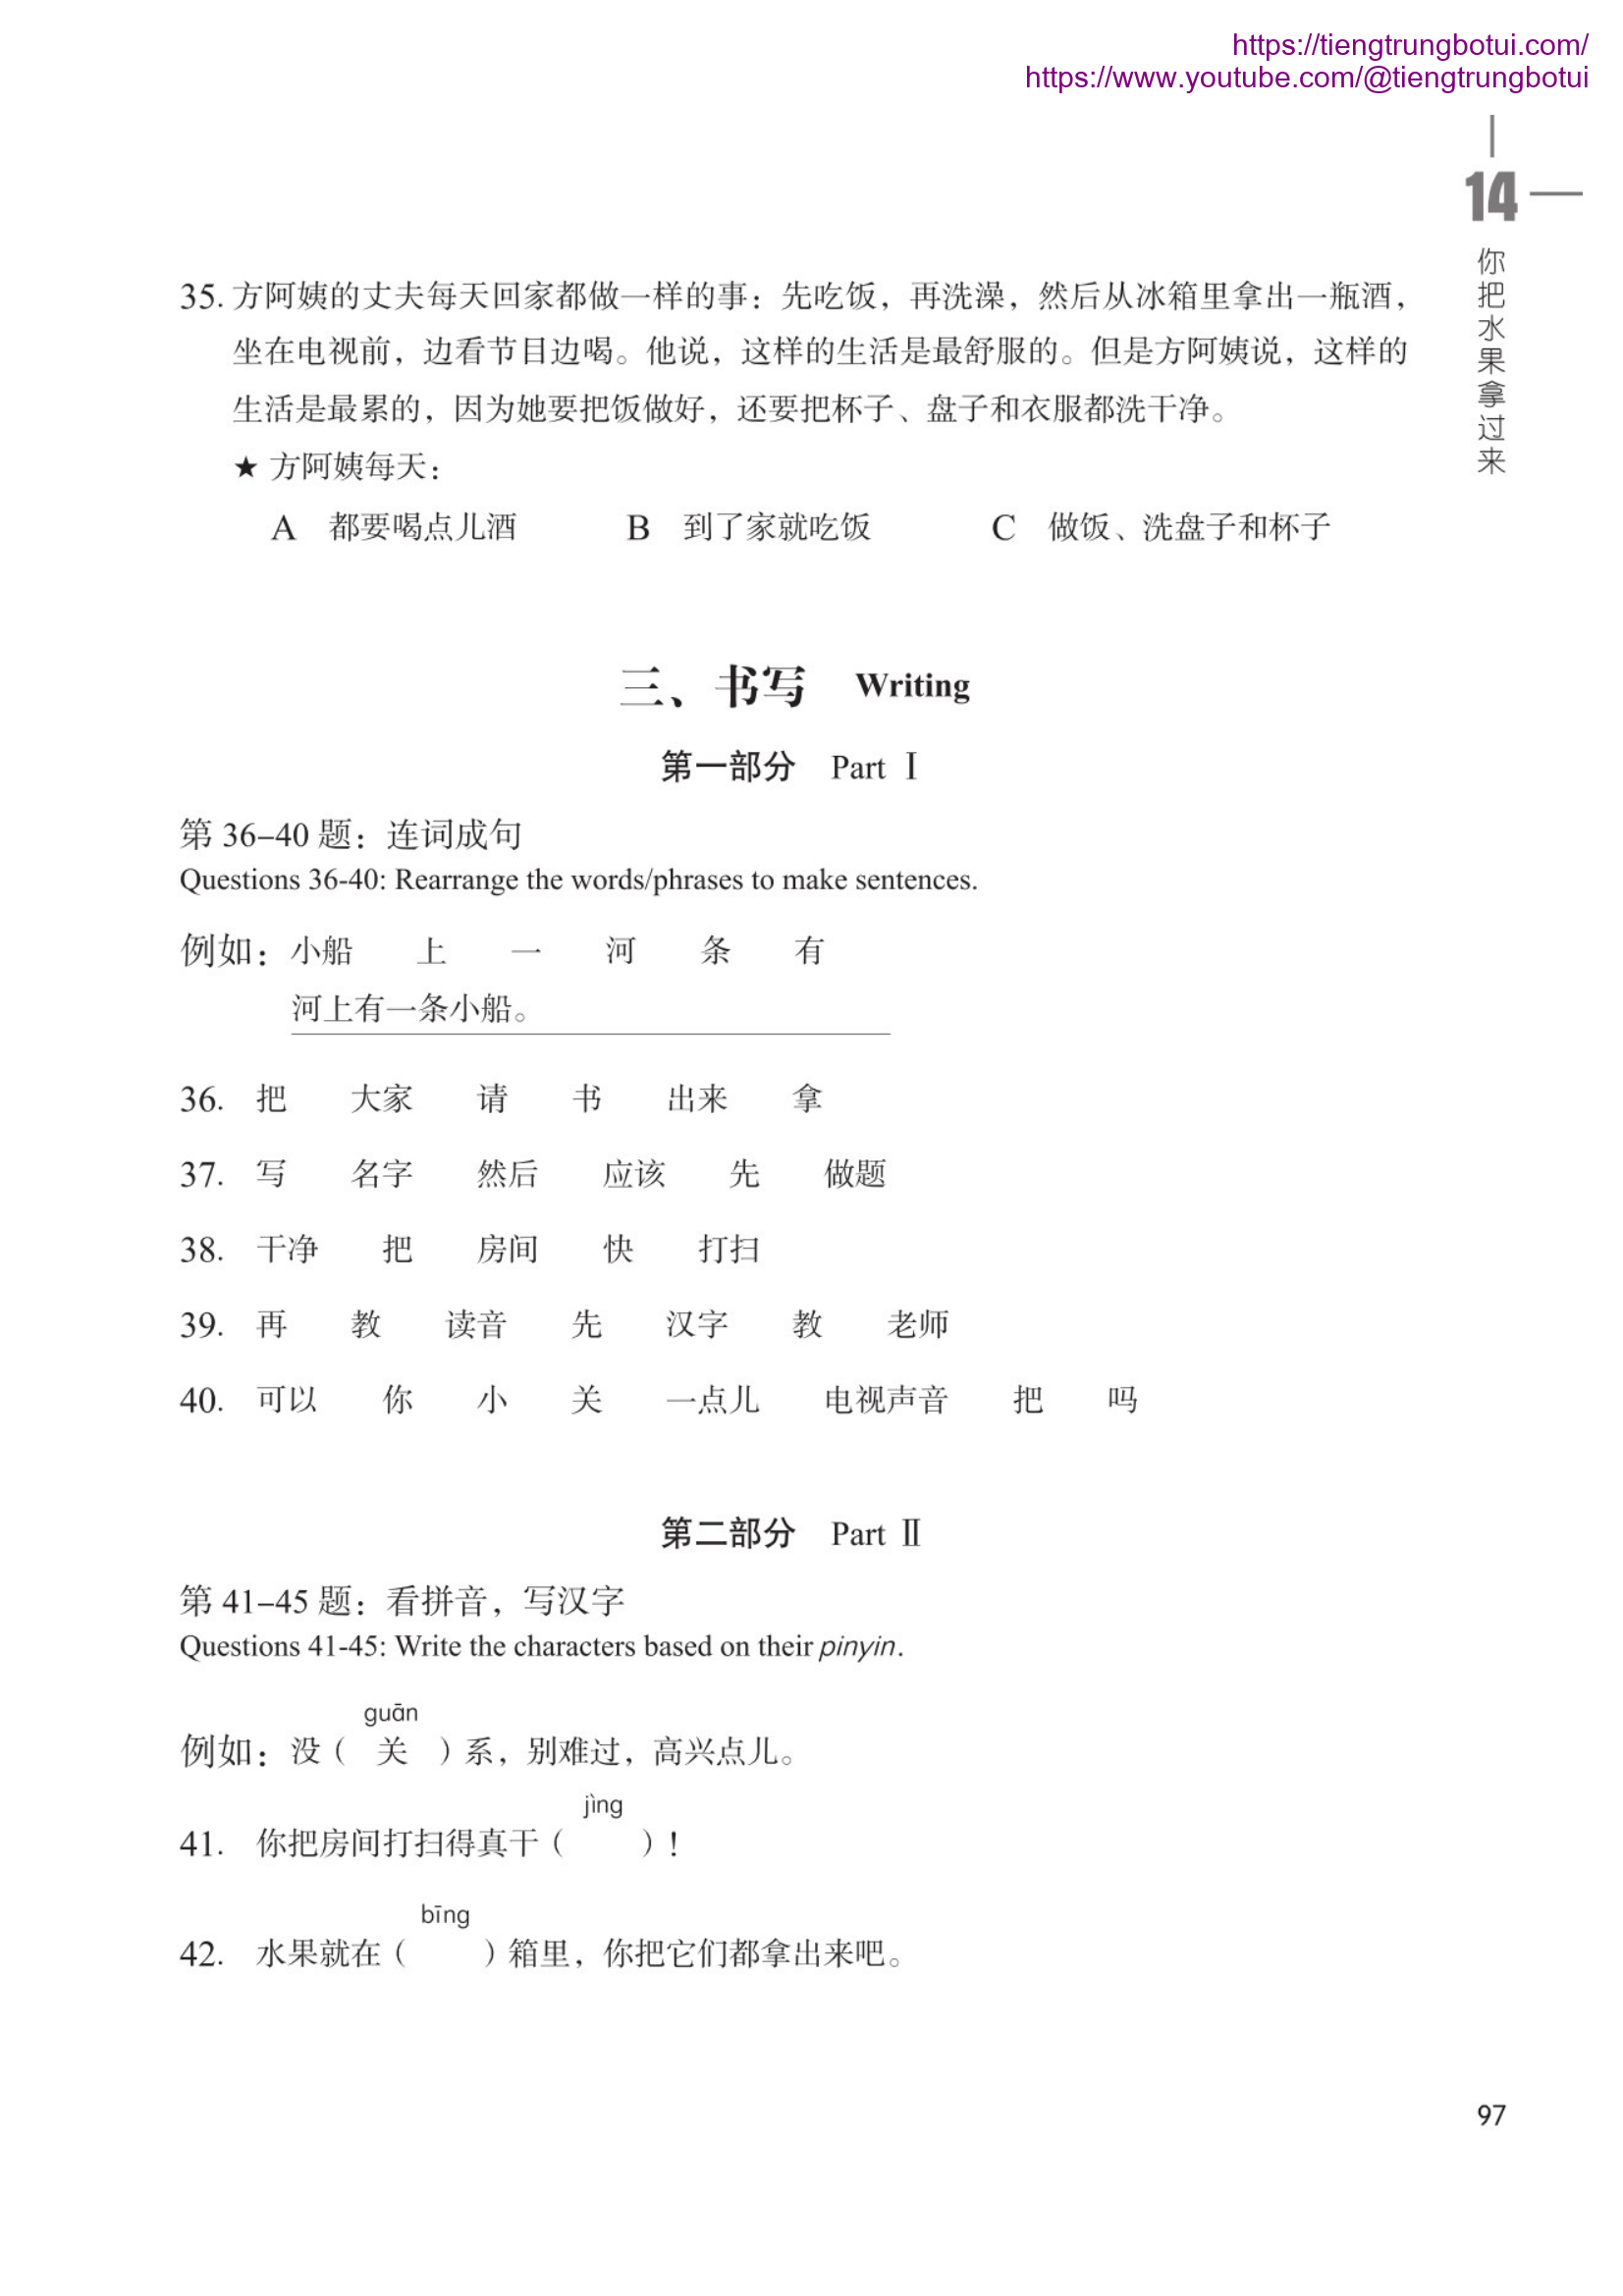 https://tiengtrungbotui.com/
https://www.youtube.com/@tiengtrungbotui
14
你把水果拿过来
35. 方阿姨的丈夫每天回家都做一样的事：先吃饭，再洗澡，然后从冰箱里拿出一瓶酒，
坐在电视前，边看节目边喝。他说，这样的生活是最舒服的。但是方阿姨说，这样的
生活是最累的，因为她要把饭做好，还要把杯子、盘子和衣服都洗干净。
★ 方阿姨每天：
A 都要喝点儿酒 B 到了家就吃饭 C 做饭、洗盘子和杯子
三、书写 Writing
第一部分 Part Ⅰ
第 36–40 题：连词成句
Questions 36-40: Rearrange the words/phrases to make sentences.
例如：小船 上 一 河 条 有
河上有一条小船。
36. 把 大家 请 书 出来 拿
37. 写 名字 然后 应该 先 做题
38. 干净 把 房间 快 打扫
39. 再 教 读音 先 汉字 教 老师
40. 可以 你 小 关 一点儿 电视声音 把 吗
第二部分 Part Ⅱ
第 41–45 题：看拼音，写汉字
Questions 41-45: Write the characters based on their pinyin.
guān
例如：没（ 关 ）系，别难过，高兴点儿。
jìng
41. 你把房间打扫得真干（ ）！
bīng
42. 水果就在（ ）箱里，你把它们都拿出来吧。
97